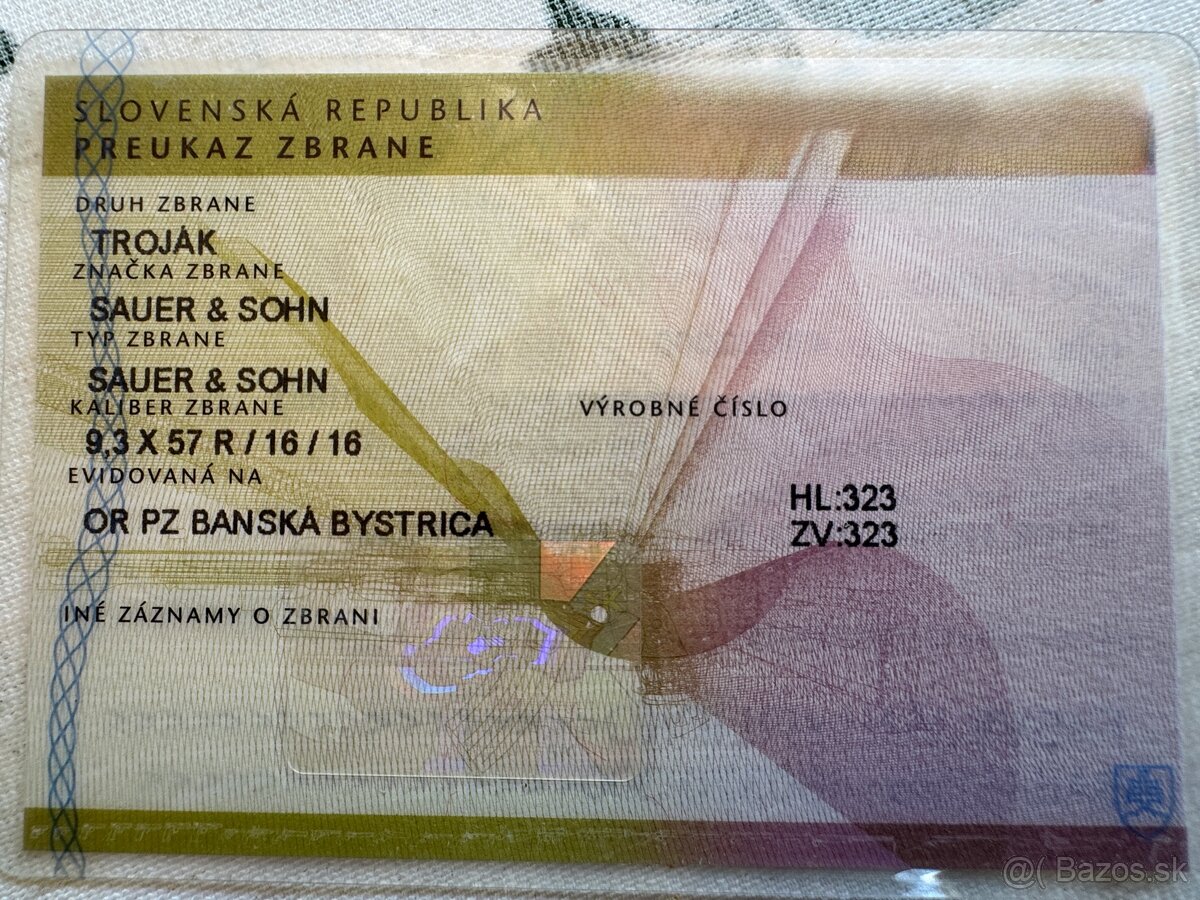 SLOVENSKÁ REPUBLIKA
PREUKAZ ZBRANE
DRUH ZBRANE
TROJÁK
ZNAČKA ZBRANE
SAUER & SOHN
TYP ZBRANE
SAUER & SOHN
KALIBER ZBRANE
VÝROBNÉ ČÍSLO
9,3 X 57 R / 16 / 16
EVIDOVANÁ NA
HL:323
OR PZ BANSKÁ BYSTRICA
ZV:323
INÉ ZÁZNAMY O ZBRANI
@( Bazos.sk